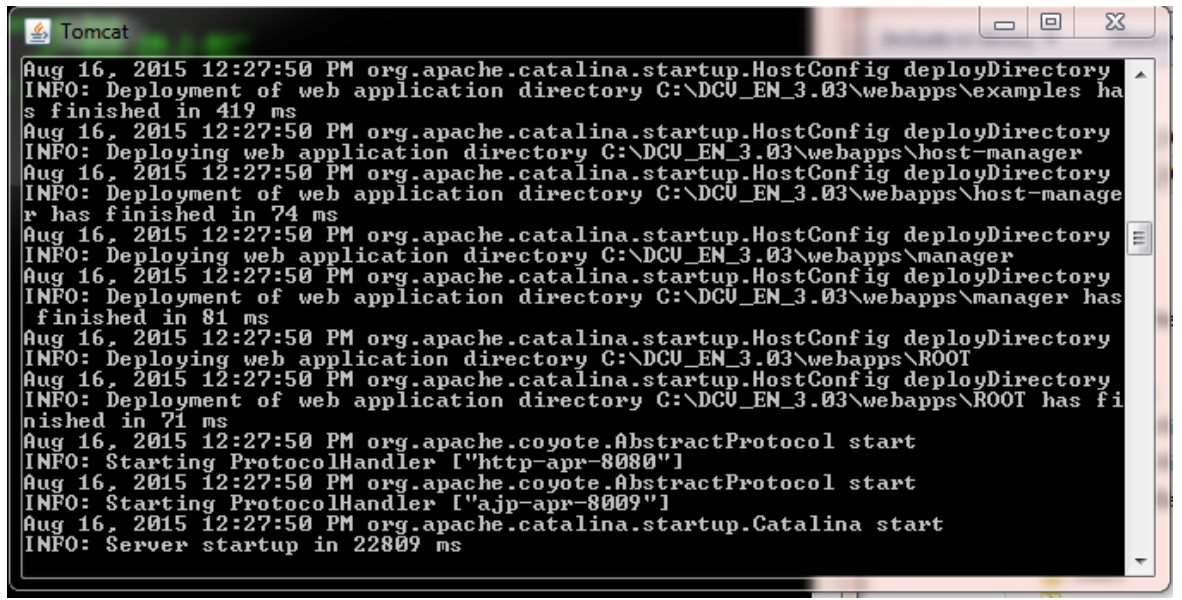 Tomcat
Aug 16, 2015 12:27:50 PM org.apache.catalina.startup.HostConfig deployDirectory
INFO: Deployment of web application directory C:\DCV_EN_3.03\webapps\examples ha
s finished in 419 ms
Aug 16, 2015 12:27:50 PM org.apache.catalina.startup.HostConfig deployDirectory
INFO: Deploying web application directory C:\DCV_EN_3.03\webapps\host-manager
Aug 16, 2015 12:27:50 PM org.apache.catalina.startup.HostConfig deployDirectory
INFO: Deployment of web application directory C:\DCV_EN_3.03\webapps\host-manage
r has finished in 74 ms
Aug 16, 2015 12:27:50 PM org.apache.catalina.startup.HostConfig deployDirectory
INFO: Deploying web application directory C:\DCV_EN_3.03\webapps\manager
Aug 16, 2015 12:27:50 PM org.apache.catalina.startup.HostConfig deployDirectory
INFO: Deployment of web application directory C:\DCV_EN_3.03\webapps\manager has
 finished in 81 ms
Aug 16, 2015 12:27:50 PM org.apache.catalina.startup.HostConfig deployDirectory
INFO: Deploying web application directory C:\DCV_EN_3.03\webapps\ROOT
Aug 16, 2015 12:27:50 PM org.apache.catalina.startup.HostConfig deployDirectory
INFO: Deployment of web application directory C:\DCV_EN_3.03\webapps\ROOT has fi
nished in 71 ms
Aug 16, 2015 12:27:50 PM org.apache.coyote.AbstractProtocol start
INFO: Starting ProtocolHandler ["http-apr-8080"]
Aug 16, 2015 12:27:50 PM org.apache.coyote.AbstractProtocol start
INFO: Starting ProtocolHandler ["ajp-apr-8009"]
Aug 16, 2015 12:27:50 PM org.apache.catalina.startup.Catalina start
INFO: Server startup in 22809 ms